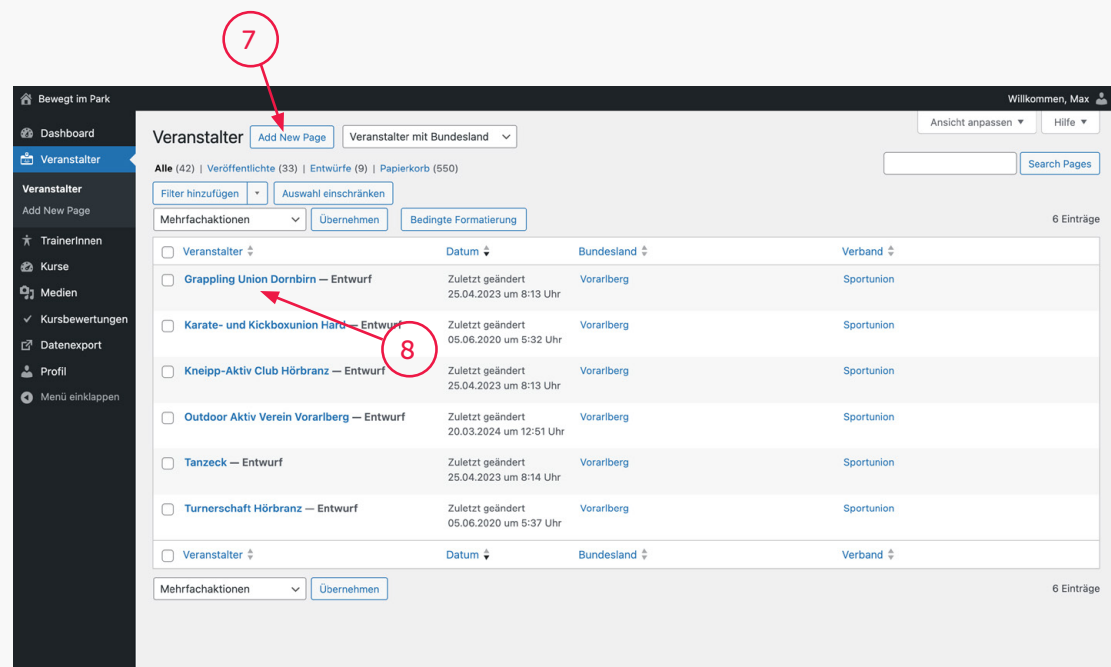 7
Bewegt im Park
Willkommen, Max
Dashboard
Veranstalter
Veranstalter
Add New Page
TrainerInnen
Kurse
Medien
Kursbewertungen
Datenexport
Profil
Menü einklappen
Ansicht anpassen
Hilfe
Veranstalter Add New Page Veranstalter mit Bundesland
Alle (42) | Veröffentlichte (33) | Entwürfe (9) | Papierkorb (550)
Search Pages
Filter hinzufügen Auswahl einschränken
Mehrfachaktionen Übernehmen Bedingte Formatierung 6 Einträge
Veranstalter Datum Bundesland Verband
Grappling Union Dornbirn — Entwurf Zuletzt geändert Vorarlberg Sportunion
25.04.2023 um 8:13 Uhr
Karate- und Kickboxunion Hard — Entwurf Zuletzt geändert Vorarlberg Sportunion
05.06.2020 um 5:32 Uhr
8
Kneipp-Aktiv Club Hörbranz — Entwurf Zuletzt geändert Vorarlberg Sportunion
25.04.2023 um 8:13 Uhr
Outdoor Aktiv Verein Vorarlberg — Entwurf Zuletzt geändert Vorarlberg Sportunion
20.03.2024 um 12:51 Uhr
Tanzeck — Entwurf Zuletzt geändert Vorarlberg Sportunion
25.04.2023 um 8:14 Uhr
Turnerschaft Hörbranz — Entwurf Zuletzt geändert Vorarlberg Sportunion
05.06.2020 um 5:37 Uhr
Veranstalter Datum Bundesland Verband
Mehrfachaktionen Übernehmen 6 Einträge